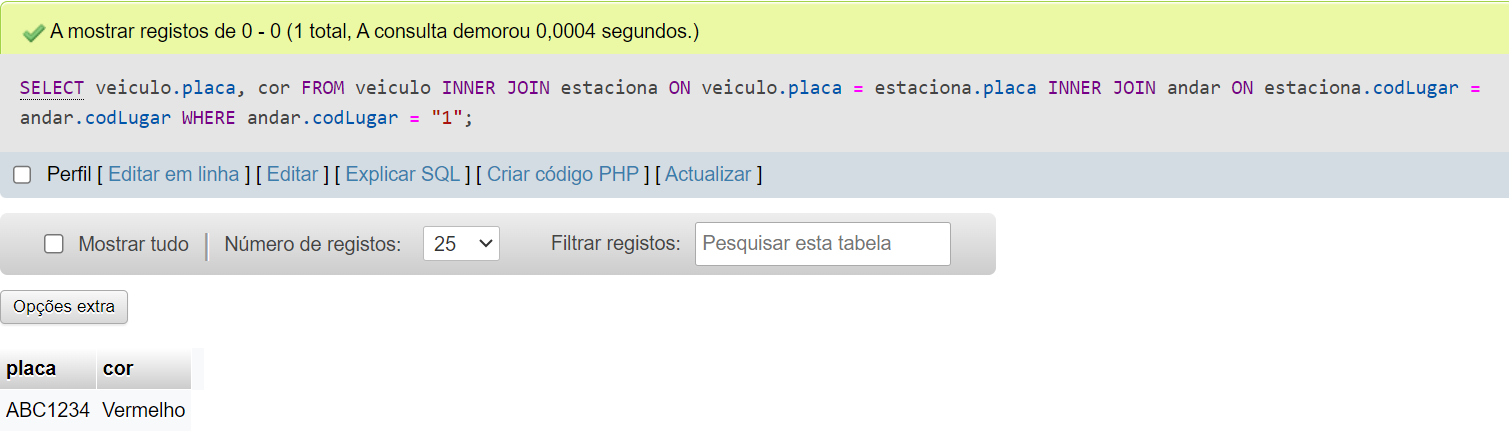 A mostrar registos de 0 - 0 (1 total, A consulta demorou 0,0004 segundos.)
SELECT veiculo.placa, cor FROM veiculo INNER JOIN estaciona ON veiculo.placa = estaciona.placa INNER JOIN andar ON estaciona.codLugar =
andar.codLugar WHERE andar.codLugar = "1";
Perfil [ Editar em linha ] [ Editar ] [ Explicar SQL ] [ Criar código PHP ] [ Actualizar ]
Mostrar tudo | Número de registos: 25 Filtrar registos: Pesquisar esta tabela
Opções extra
placa cor
ABC1234 Vermelho